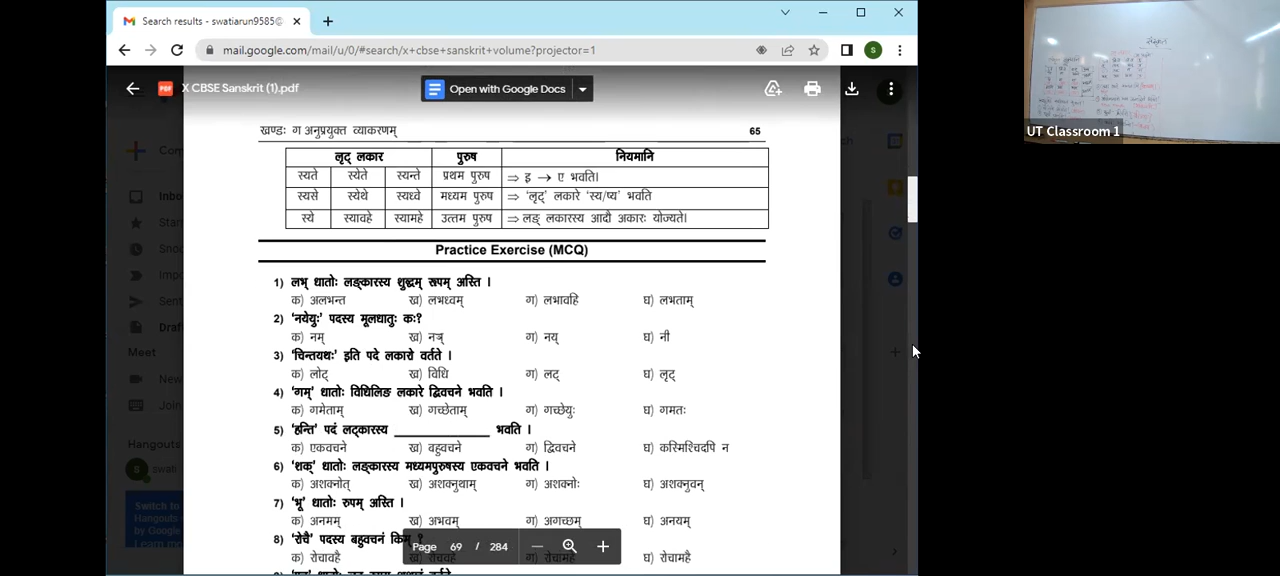 Search results - swatiarun9585@
mail.google.com/mail/u/0/#search/x+cbse+sanskrit+volume?projector=1
S
PDF X CBSE Sanskrit (1).pdf
Open with Google Docs
UT Classroom 1
खण्डः ग अनुप्रयुक्त व्याकरणम् 65
लृट् लकार पुरुष नियमानि
स्यते स्येते स्यन्ते प्रथम पुरुष ⇒ इ → ए भवति।
स्यसे स्येथे स्यध्वे मध्यम पुरुष ⇒ 'लृट्' लकारे 'स्य/ष्य' भवति
स्ये स्यावहे स्यामहे उत्तम पुरुष ⇒ लङ् लकारस्य आदौ अकारः योज्यते।
Practice Exercise (MCQ)
1) लभ् धातोः लङ्कारस्य शुद्धम् रूपम् अस्ति ।
क) अलभन्त ख) लभध्वम् ग) लभावहि घ) लभताम्
2) 'नयेयुः' पदस्य मूलधातुः कः?
क) नम् ख) नञ् ग) नय् घ) नी
3) 'चिन्तयथः' इति पदे लकारो वर्तते ।
क) लोट् ख) विधि ग) लट् घ) लृट्
4) 'गम्' धातोः विधिलिङ लकारे द्विवचने भवति ।
क) गमेताम् ख) गच्छेताम् ग) गच्छेयुः घ) गमतः
5) 'हन्ति' पदं लट्कारस्य ____________ भवति ।
क) एकवचने ख) वहुवचने ग) द्विवचने घ) कस्मिश्चिदपि न
6) 'शक्' धातोः लङ्कारस्य मध्यमपुरुषस्य एकवचने भवति ।
क) अशक्नोत् ख) अशक्नुथाम् ग) अशक्नोः घ) अशक्नुवन्
7) 'भू' धातोः रुपम् अस्ति ।
क) अनमम् ख) अभवम् ग) अगच्छम् घ) अनयम्
8) 'रोचै' पदस्य बहुवचनं किम् ?
Page 69 / 284
क) रोचावहै घ) रोचामहै
Meet
Hangouts